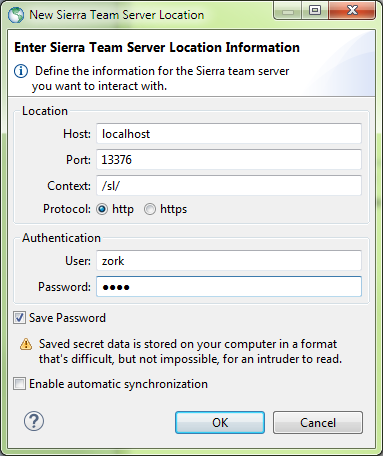 New Sierra Team Server Location
Enter Sierra Team Server Location Information
Define the information for the Sierra team server
you want to interact with.
Location
Host: localhost
Port: 13376
Context: /sl/
Protocol: http https
Authentication
User: zork
Password: ●●●●
Save Password
Saved secret data is stored on your computer in a format
that's difficult, but not impossible, for an intruder to read.
Enable automatic synchronization
OK Cancel